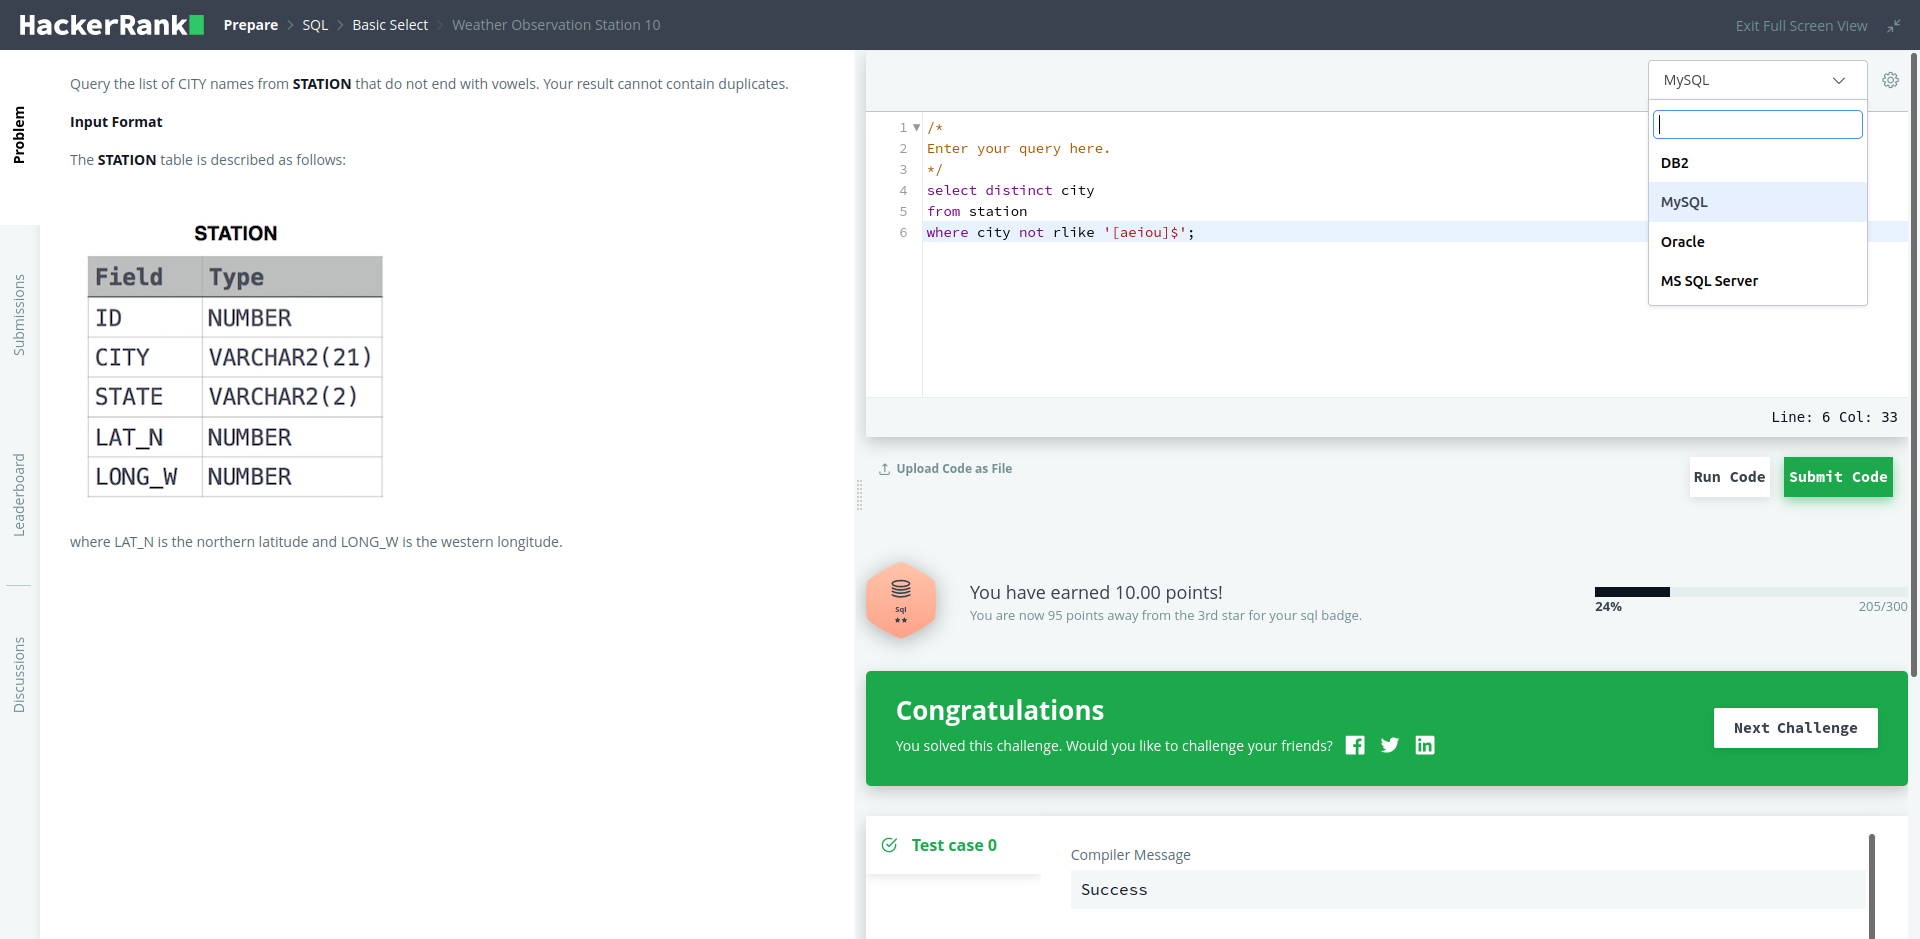 HackerRank
Prepare
SQL
Basic Select
Weather Observation Station 10
Exit Full Screen View
Problem
Submissions
Leaderboard
Discussions
Query the list of CITY names from STATION that do not end with vowels. Your result cannot contain duplicates.
Input Format
The STATION table is described as follows:
STATION
Field Type
ID NUMBER
CITY VARCHAR2(21)
STATE VARCHAR2(2)
LAT_N NUMBER
LONG_W NUMBER
where LAT_N is the northern latitude and LONG_W is the western longitude.
MySQL
DB2
MySQL
Oracle
MS SQL Server
1 /*
2 Enter your query here.
3 */
4 select distinct city
5 from station
6 where city not rlike '[aeiou]$';
Line: 6 Col: 33
Upload Code as File
Run Code
Submit Code
Sql
You have earned 10.00 points!
You are now 95 points away from the 3rd star for your sql badge.
24% 205/300
Congratulations
You solved this challenge. Would you like to challenge your friends?
Next Challenge
Test case 0
Compiler Message
Success